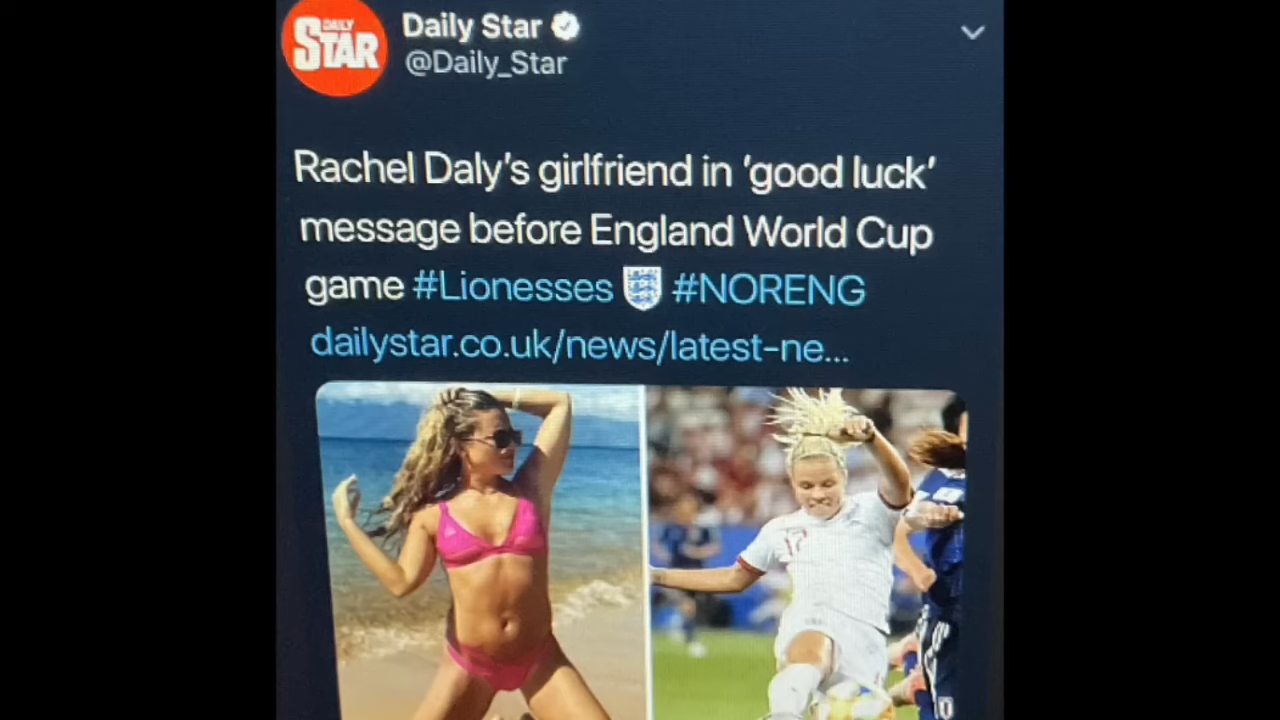 DAILY
STAR
Daily Star
@Daily_Star
Rachel Daly's girlfriend in 'good luck'
message before England World Cup
game #Lionesses #NORENG
dailystar.co.uk/news/latest-ne...
17